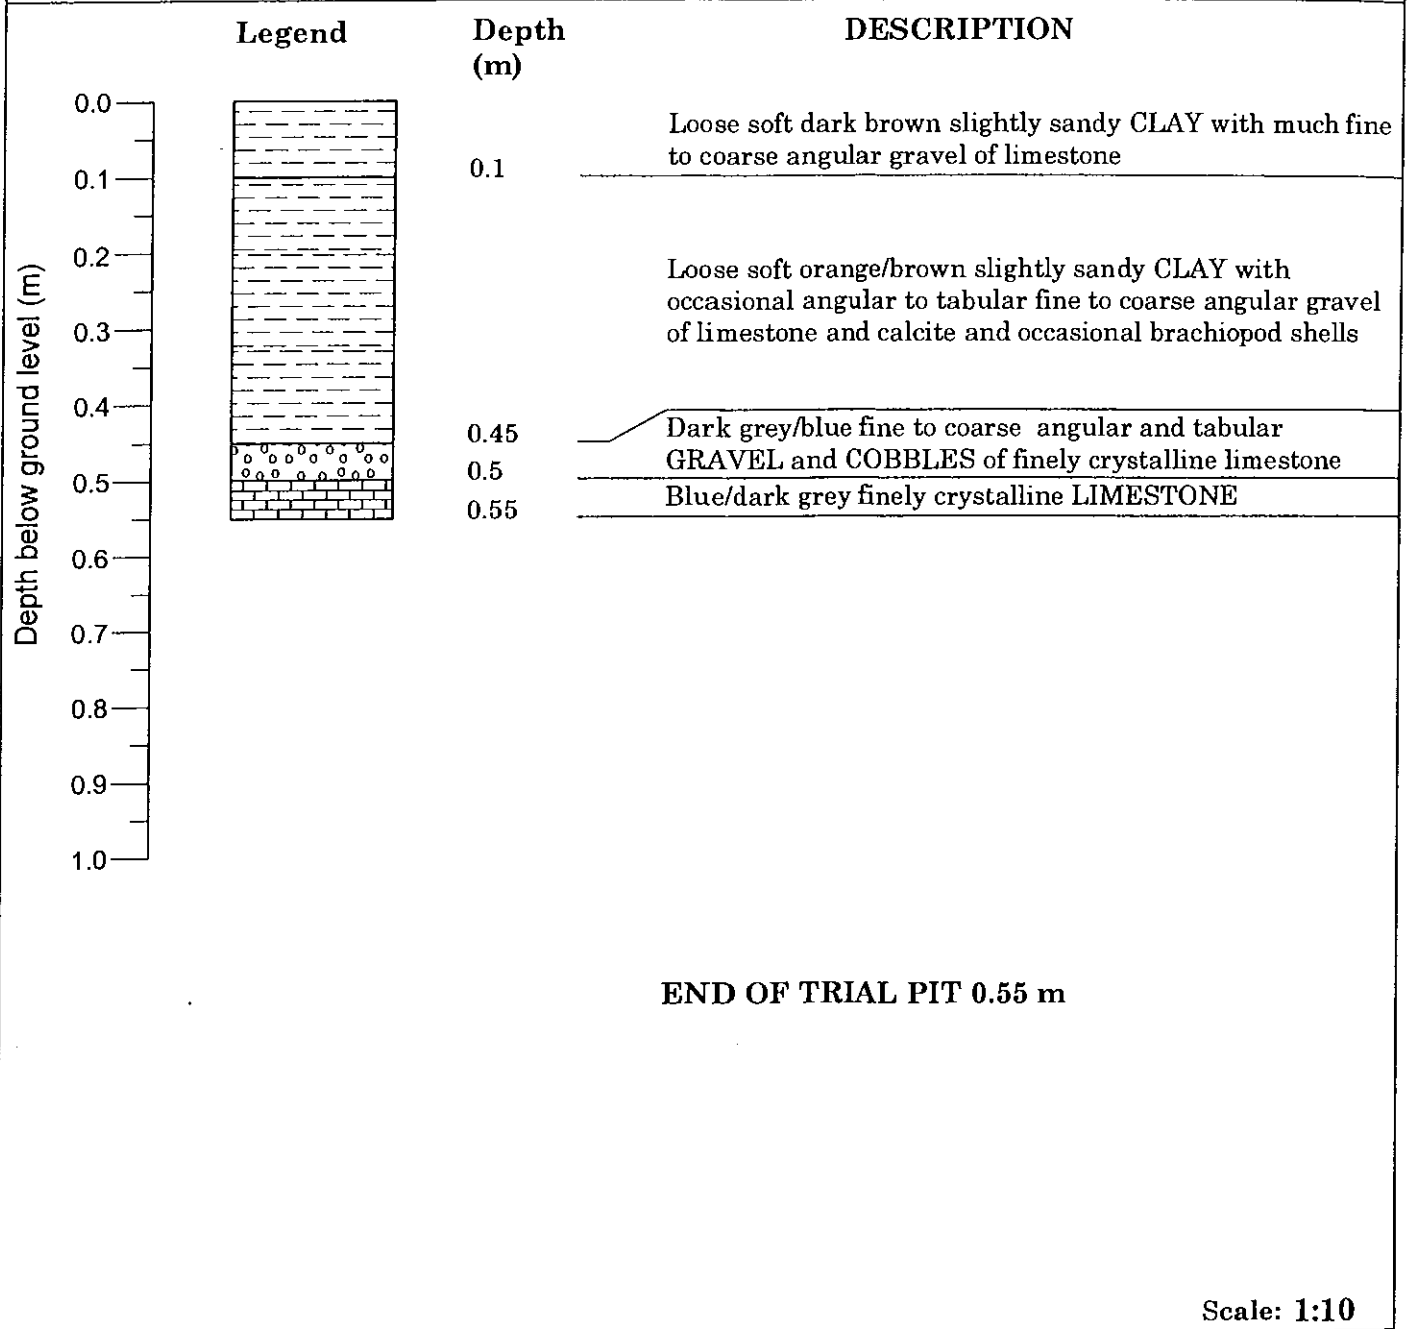 Legend
Depth
(m)
DESCRIPTION
Depth below ground level (m)
0.0
0.1
0.2
0.3
0.4
0.5
0.6
0.7
0.8
0.9
1.0
Loose soft dark brown slightly sandy CLAY with much fine
to coarse angular gravel of limestone
0.1
Loose soft orange/brown slightly sandy CLAY with
occasional angular to tabular fine to coarse angular gravel
of limestone and calcite and occasional brachiopod shells
0.45
Dark grey/blue fine to coarse angular and tabular
GRAVEL and COBBLES of finely crystalline limestone
0.5
Blue/dark grey finely crystalline LIMESTONE
0.55
END OF TRIAL PIT 0.55 m
Scale: 1:10